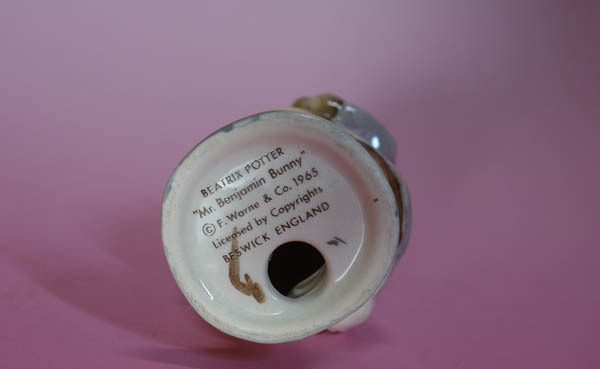 BEATRIX POTTER
"Mr. Benjamin Bunny"
© F. Warne & Co. 1965
Licensed by Copyrights
BESWICK ENGLAND